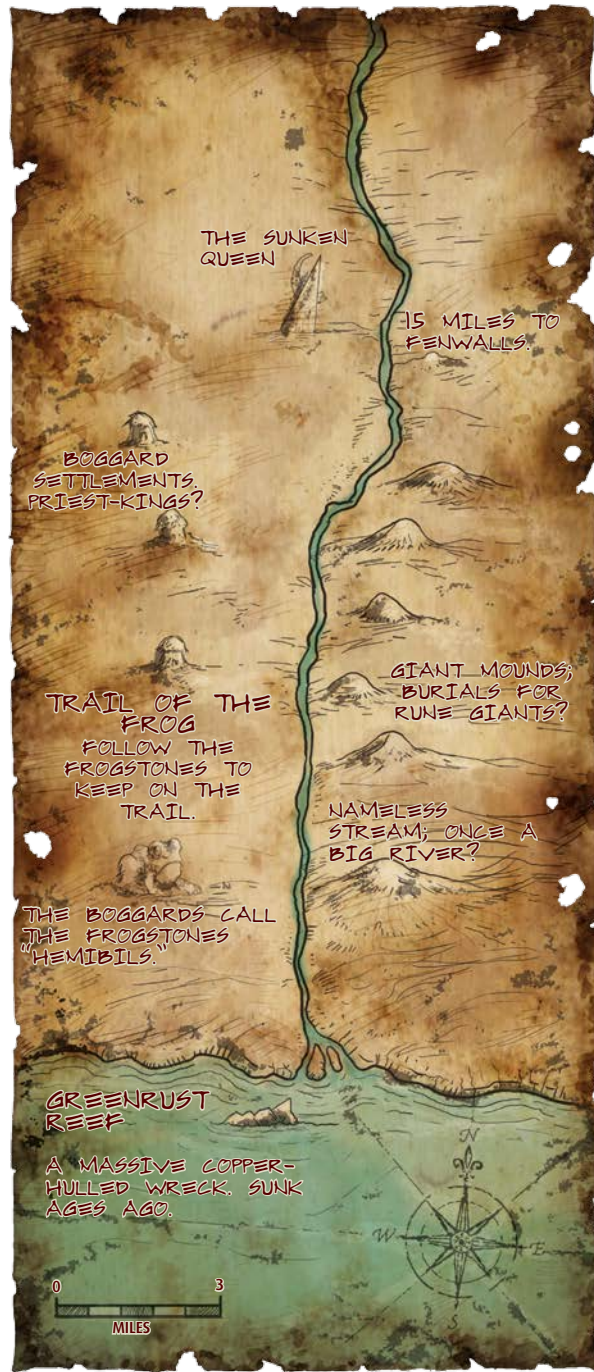 THE SUNKEN
QUEEN
15 MILES TO
FENWALLS.
BOGGARD
SETTLEMENTS.
PRIEST-KINGS?
GIANT MOUNDS;
BURIALS FOR
RUNE GIANTS?
TRAIL OF THE
FROG
FOLLOW THE
FROGSTONES TO
KEEP ON THE
TRAIL.
NAMELESS
STREAM; ONCE A
BIG RIVER?
THE BOGGARDS CALL
THE FROGSTONES
"HEMIBILS."
GREENRUST
REEF
A MASSIVE COPPER-
HULLED WRECK. SUNK
AGES AGO.
N
W E
S
0 3
MILES